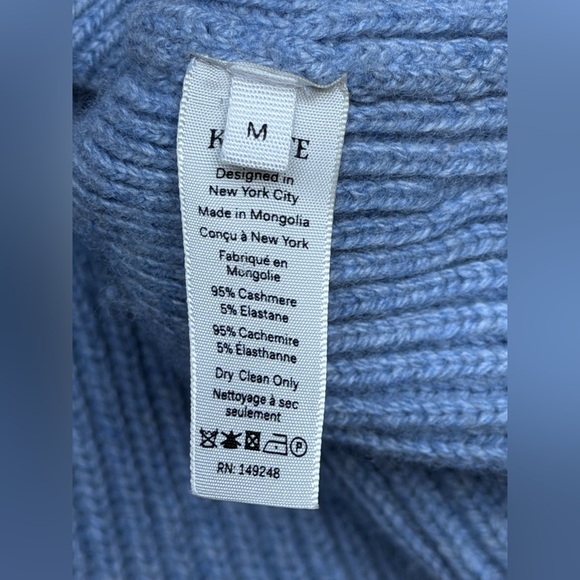 M
Designed in
New York City
Made in Mongolia
Conçu à New York
Fabriqué en
Mongolie
95% Cashmere
5% Elastane
95% Cachemire
5% Élasthanne
Dry Clean Only
Nettoyage à sec
seulement
P
RN: 149248